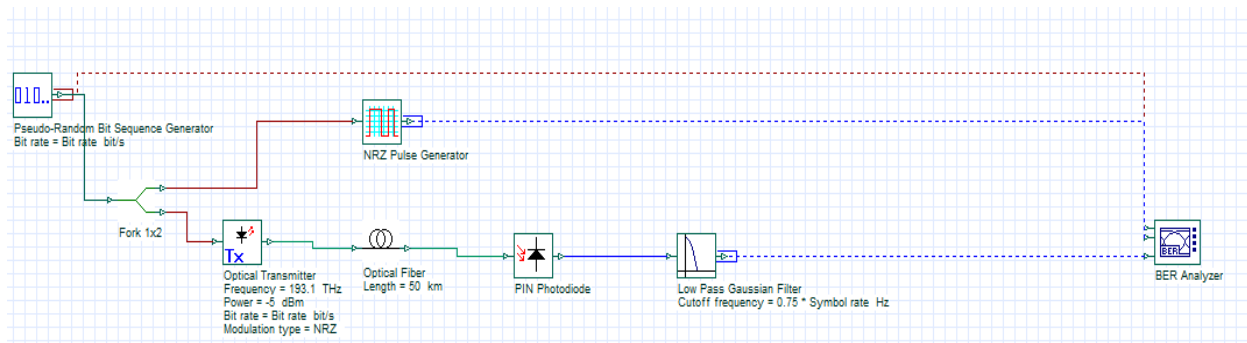 010..
Pseudo-Random Bit Sequence Generator
Bit rate = Bit rate bit/s
NRZ Pulse Generator
Fork 1x2
Tx
Optical Transmitter
Frequency = 193.1 THz
Power = -5 dBm
Bit rate = Bit rate bit/s
Modulation type = NRZ
Optical Fiber
Length = 50 km
PIN Photodiode
Low Pass Gaussian Filter
Cutoff frequency = 0.75 * Symbol rate Hz
BER
BER Analyzer